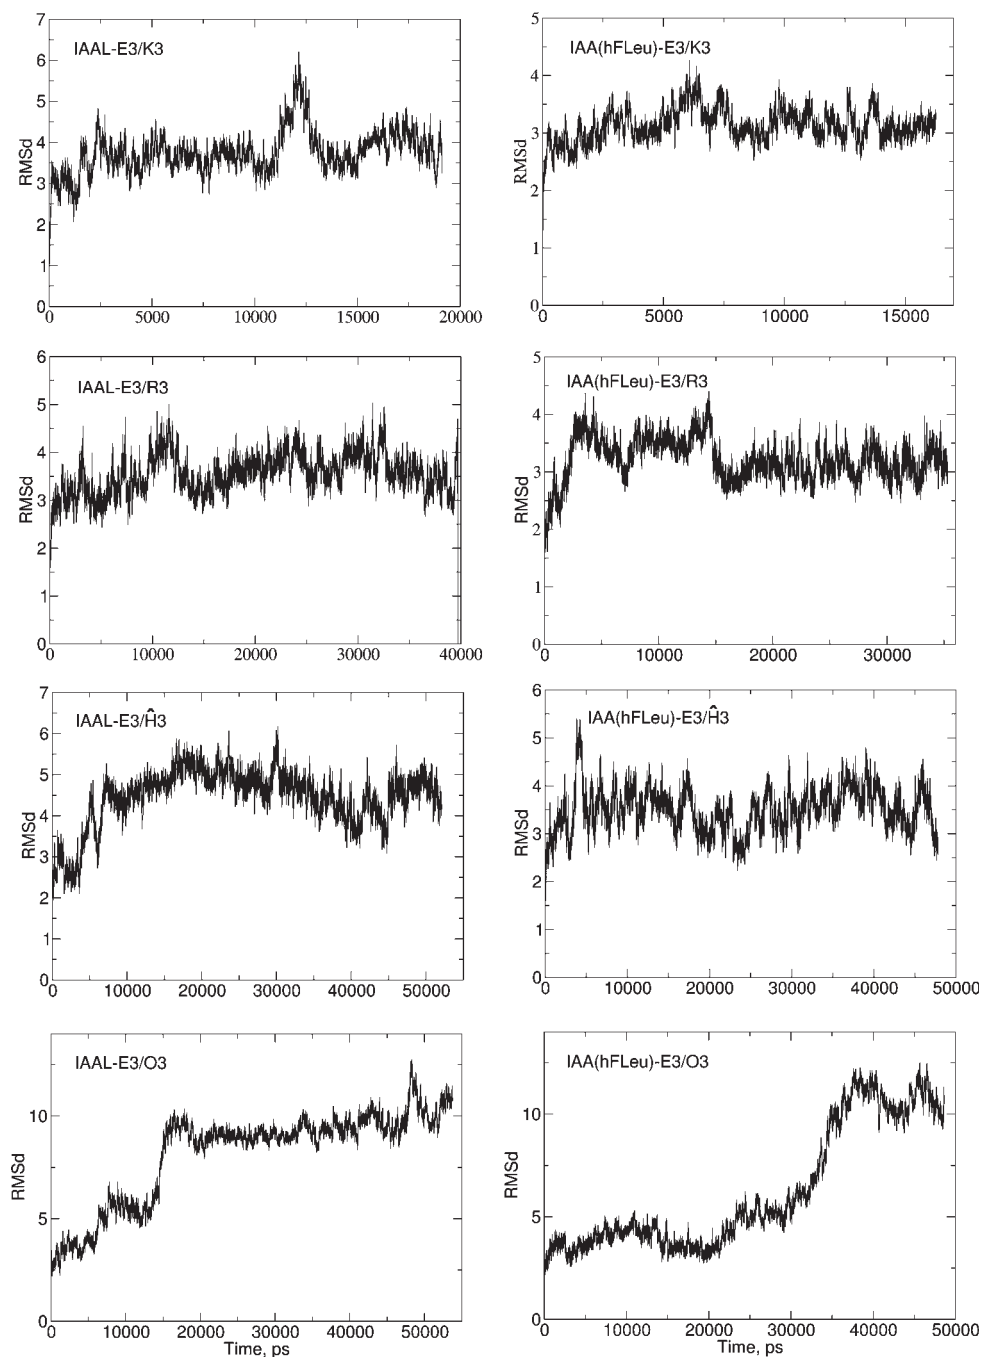 7
6
5
4
3
2
1
0
RMSd
IAAL-E3/K3
0 5000 10000 15000 20000
5
4
3
2
1
0
RMSd
IAA(hFLeu)-E3/K3
0 5000 10000 15000
6
5
4
3
2
1
0
RMSd
IAAL-E3/R3
0 10000 20000 30000 40000
5
4
3
2
1
0
RMSd
IAA(hFLeu)-E3/R3
0 10000 20000 30000
7
6
5
4
3
2
1
0
RMSd
IAAL-E3/Ĥ3
0 10000 20000 30000 40000 50000
6
5
4
3
2
1
0
RMSd
IAA(hFLeu)-E3/Ĥ3
0 10000 20000 30000 40000 50000
10
5
0
RMSd
IAAL-E3/O3
0 10000 20000 30000 40000 50000
Time, ps
10
5
0
RMSd
IAA(hFLeu)-E3/O3
0 10000 20000 30000 40000 50000
Time, ps